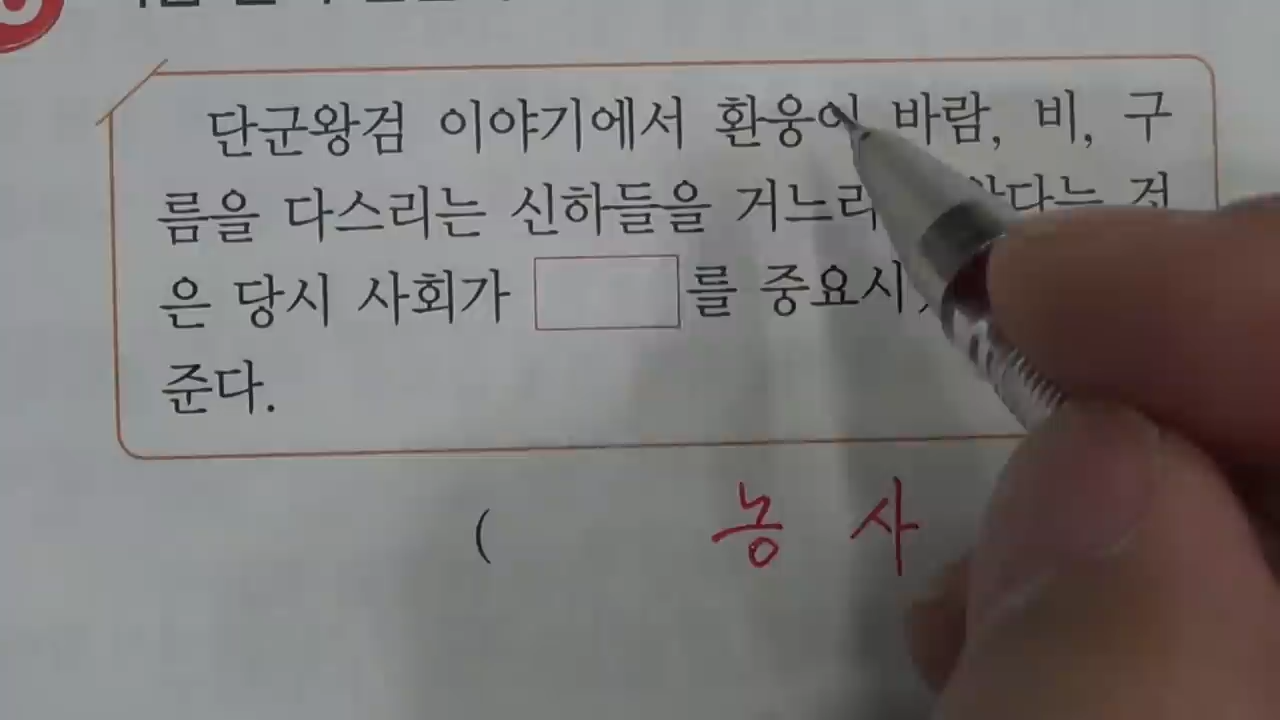 단군왕검 이야기에서 환웅이 바람, 비, 구
름을 다스리는 신하들을 거느리
은 당시 사회가 를 중요시
준다.
( 농 사